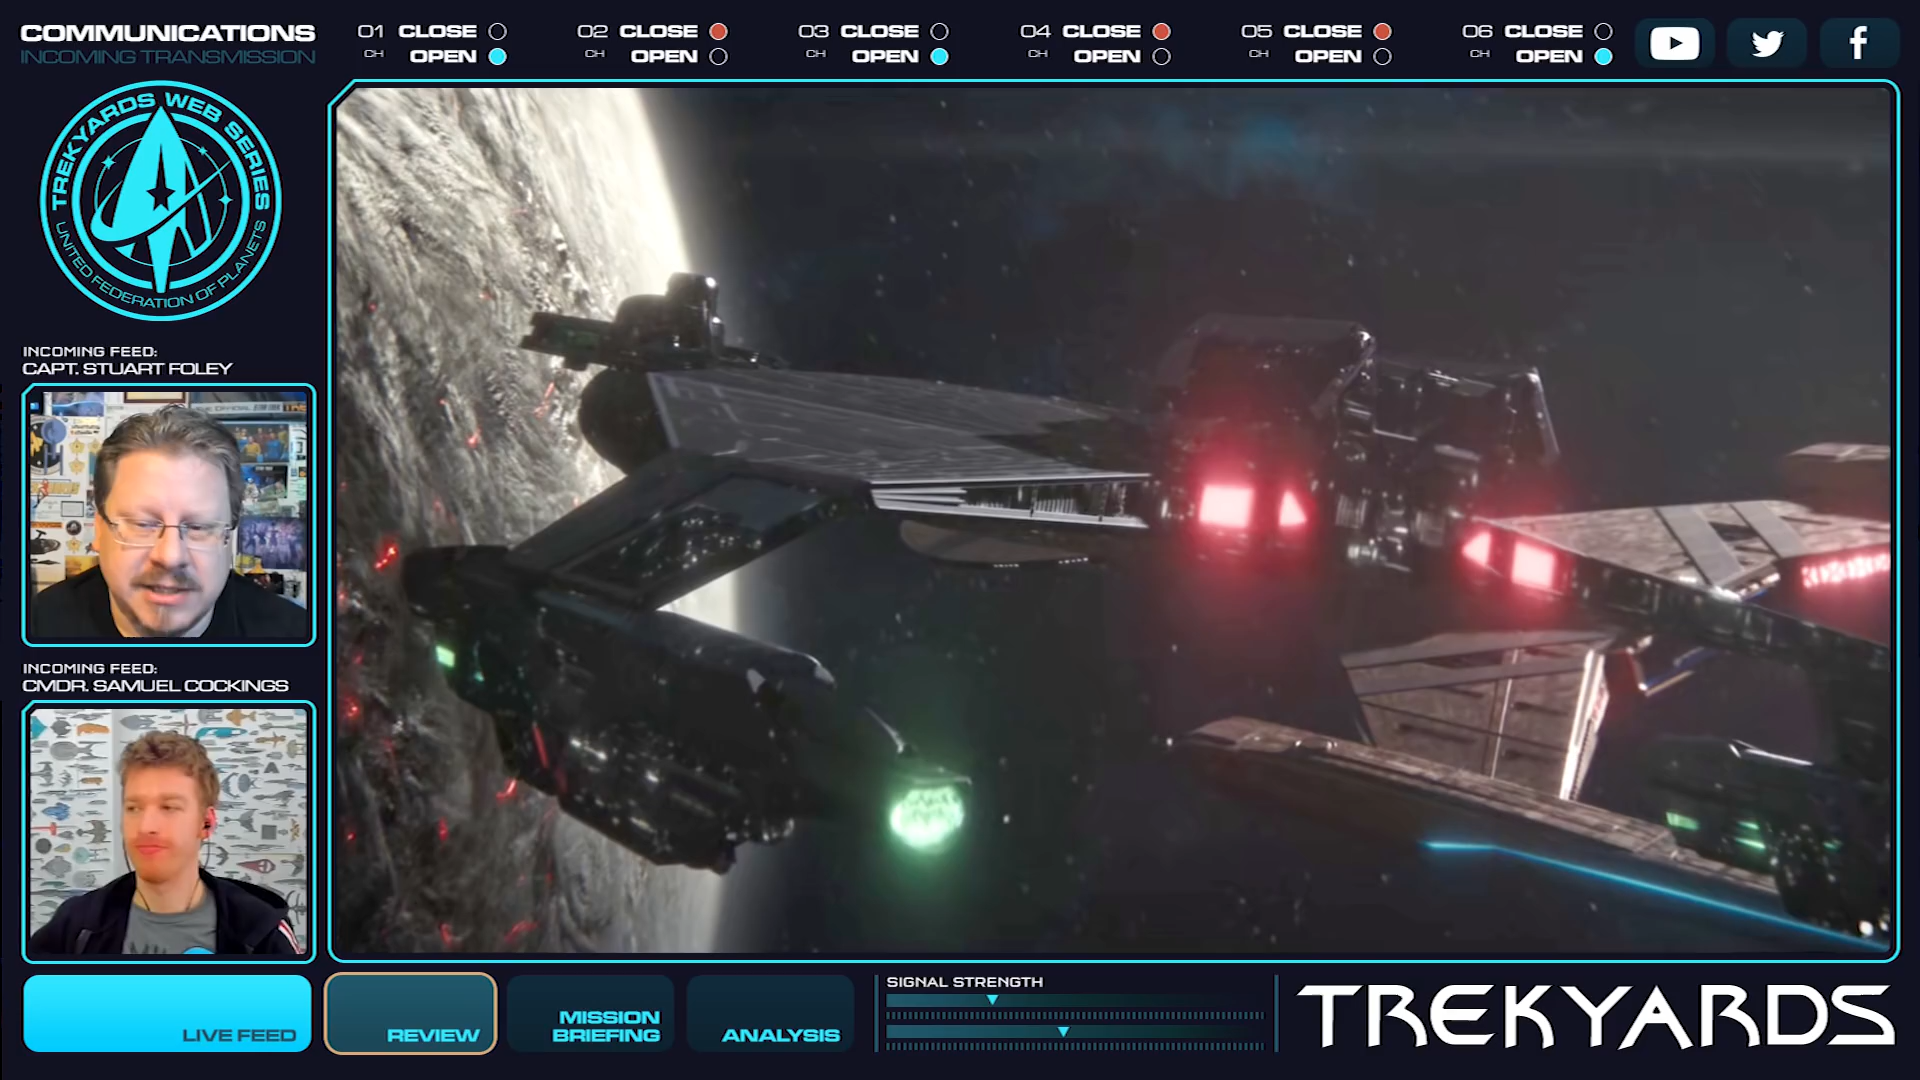 COMMUNICATIONS
INCOMING TRANSMISSION
01 CLOSE
CH OPEN
02 CLOSE
CH OPEN
03 CLOSE
CH OPEN
04 CLOSE
CH OPEN
05 CLOSE
CH OPEN
06 CLOSE
CH OPEN
TREKYARDS WEB SERIES
UNITED FEDERATION OF PLANETS
INCOMING FEED:
CAPT. STUART FOLEY
INCOMING FEED:
CMDR. SAMUEL COCKINGS
LIVE FEED
REVIEW
MISSION
BRIEFING
ANALYSIS
SIGNAL STRENGTH
TREKYARDS